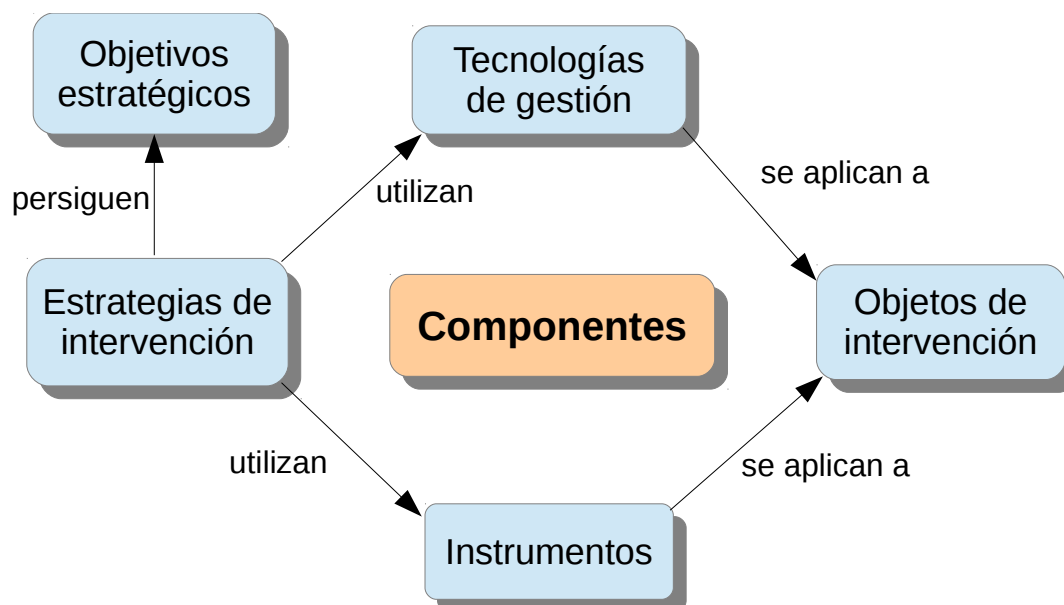 Objetivos
estratégicos
Tecnologías
de gestión
persiguen
utilizan
se aplican a
Estrategias de
intervención
Componentes
Objetos de
intervención
utilizan
se aplican a
Instrumentos